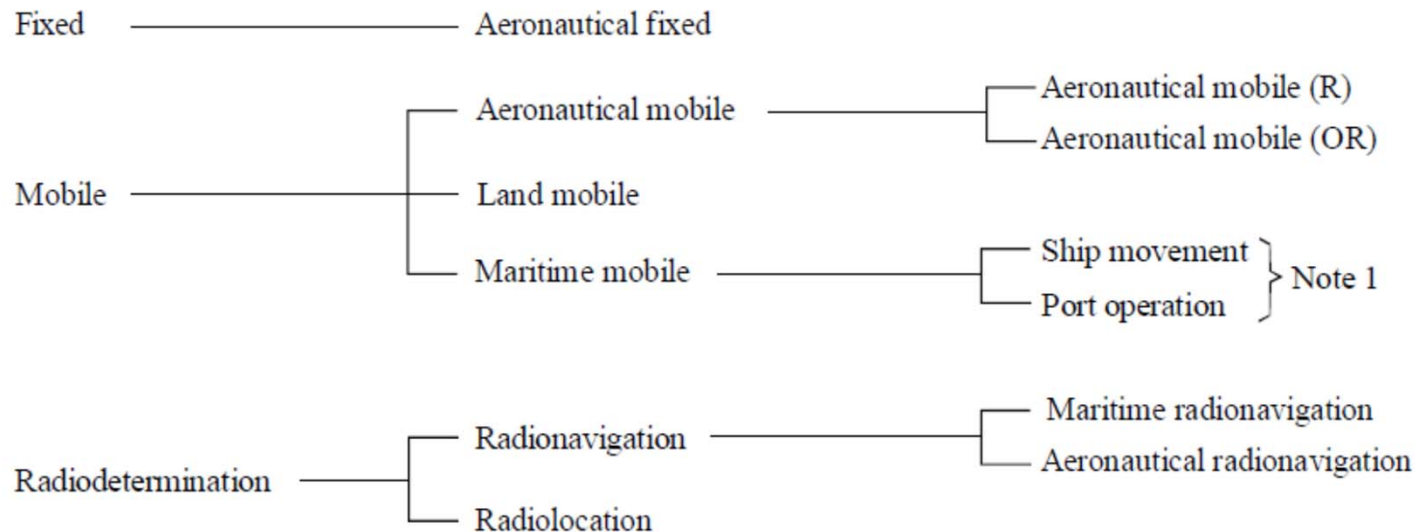 Fixed Aeronautical fixed
Aeronautical mobile (R)
Aeronautical mobile
Aeronautical mobile (OR)
Mobile Land mobile
Ship movement
Maritime mobile Note 1
Port operation
Maritime radionavigation
Radionavigation
Aeronautical radionavigation
Radiodetermination
Radiolocation